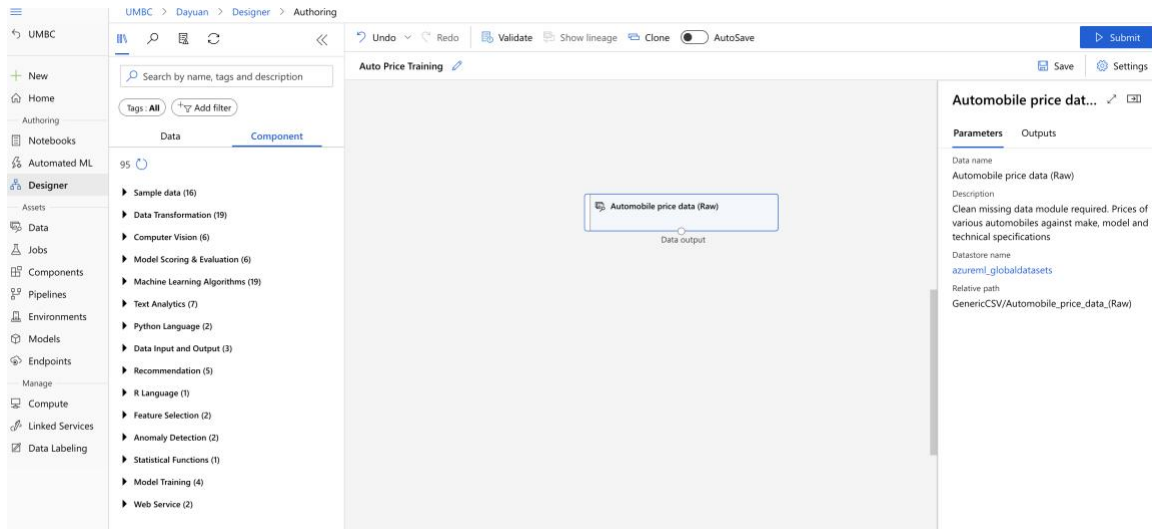 UMBC > Dayuan > Designer > Authoring
UMBC
New
Home
Authoring
Notebooks
Automated ML
Designer
Assets
Data
Jobs
Components
Pipelines
Environments
Models
Endpoints
Manage
Compute
Linked Services
Data Labeling
Search by name, tags and description
Tags : All
Add filter
Data Component
95
Sample data (16)
Data Transformation (19)
Computer Vision (6)
Model Scoring & Evaluation (6)
Machine Learning Algorithms (19)
Text Analytics (7)
Python Language (2)
Data Input and Output (3)
Recommendation (5)
R Language (1)
Feature Selection (2)
Anomaly Detection (2)
Statistical Functions (1)
Model Training (4)
Web Service (2)
Undo Redo Validate Show lineage Clone AutoSave Submit
Auto Price Training Save Settings
Automobile price data (Raw)
Data output
Automobile price dat...
Parameters Outputs
Data name
Automobile price data (Raw)
Description
Clean missing data module required. Prices of
various automobiles against make, model and
technical specifications
Datastore name
azureml_globaldatasets
Relative path
GenericCSV/Automobile_price_data_(Raw)